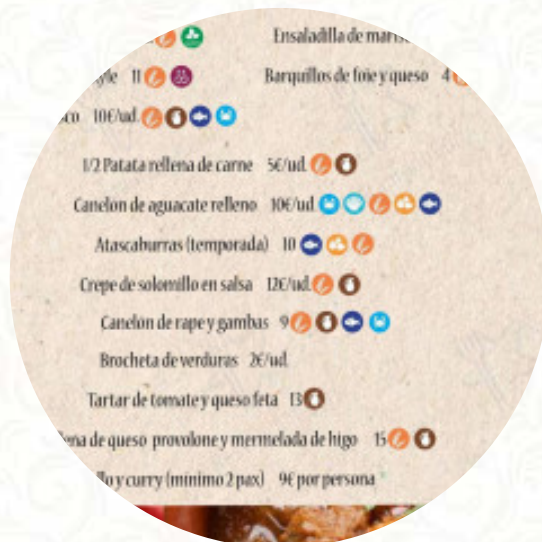 Ensaladilla de
11
Barquillos de foie y queso 4
10€/ud.
1/2 Patata rellena de carne 5€/ud.
Canelon de aguacate relleno 10€/ud.
Atascaburras (temporada) 10
Crepe de solomillo en salsa 12€/ud.
Canelon de rape y gambas 9
Brocheta de verduras 2€/ud.
Tartar de tomate y queso feta 13
de queso provolone y mermelada de higo 15
y curry (mínimo 2 pax) 9€ por persona